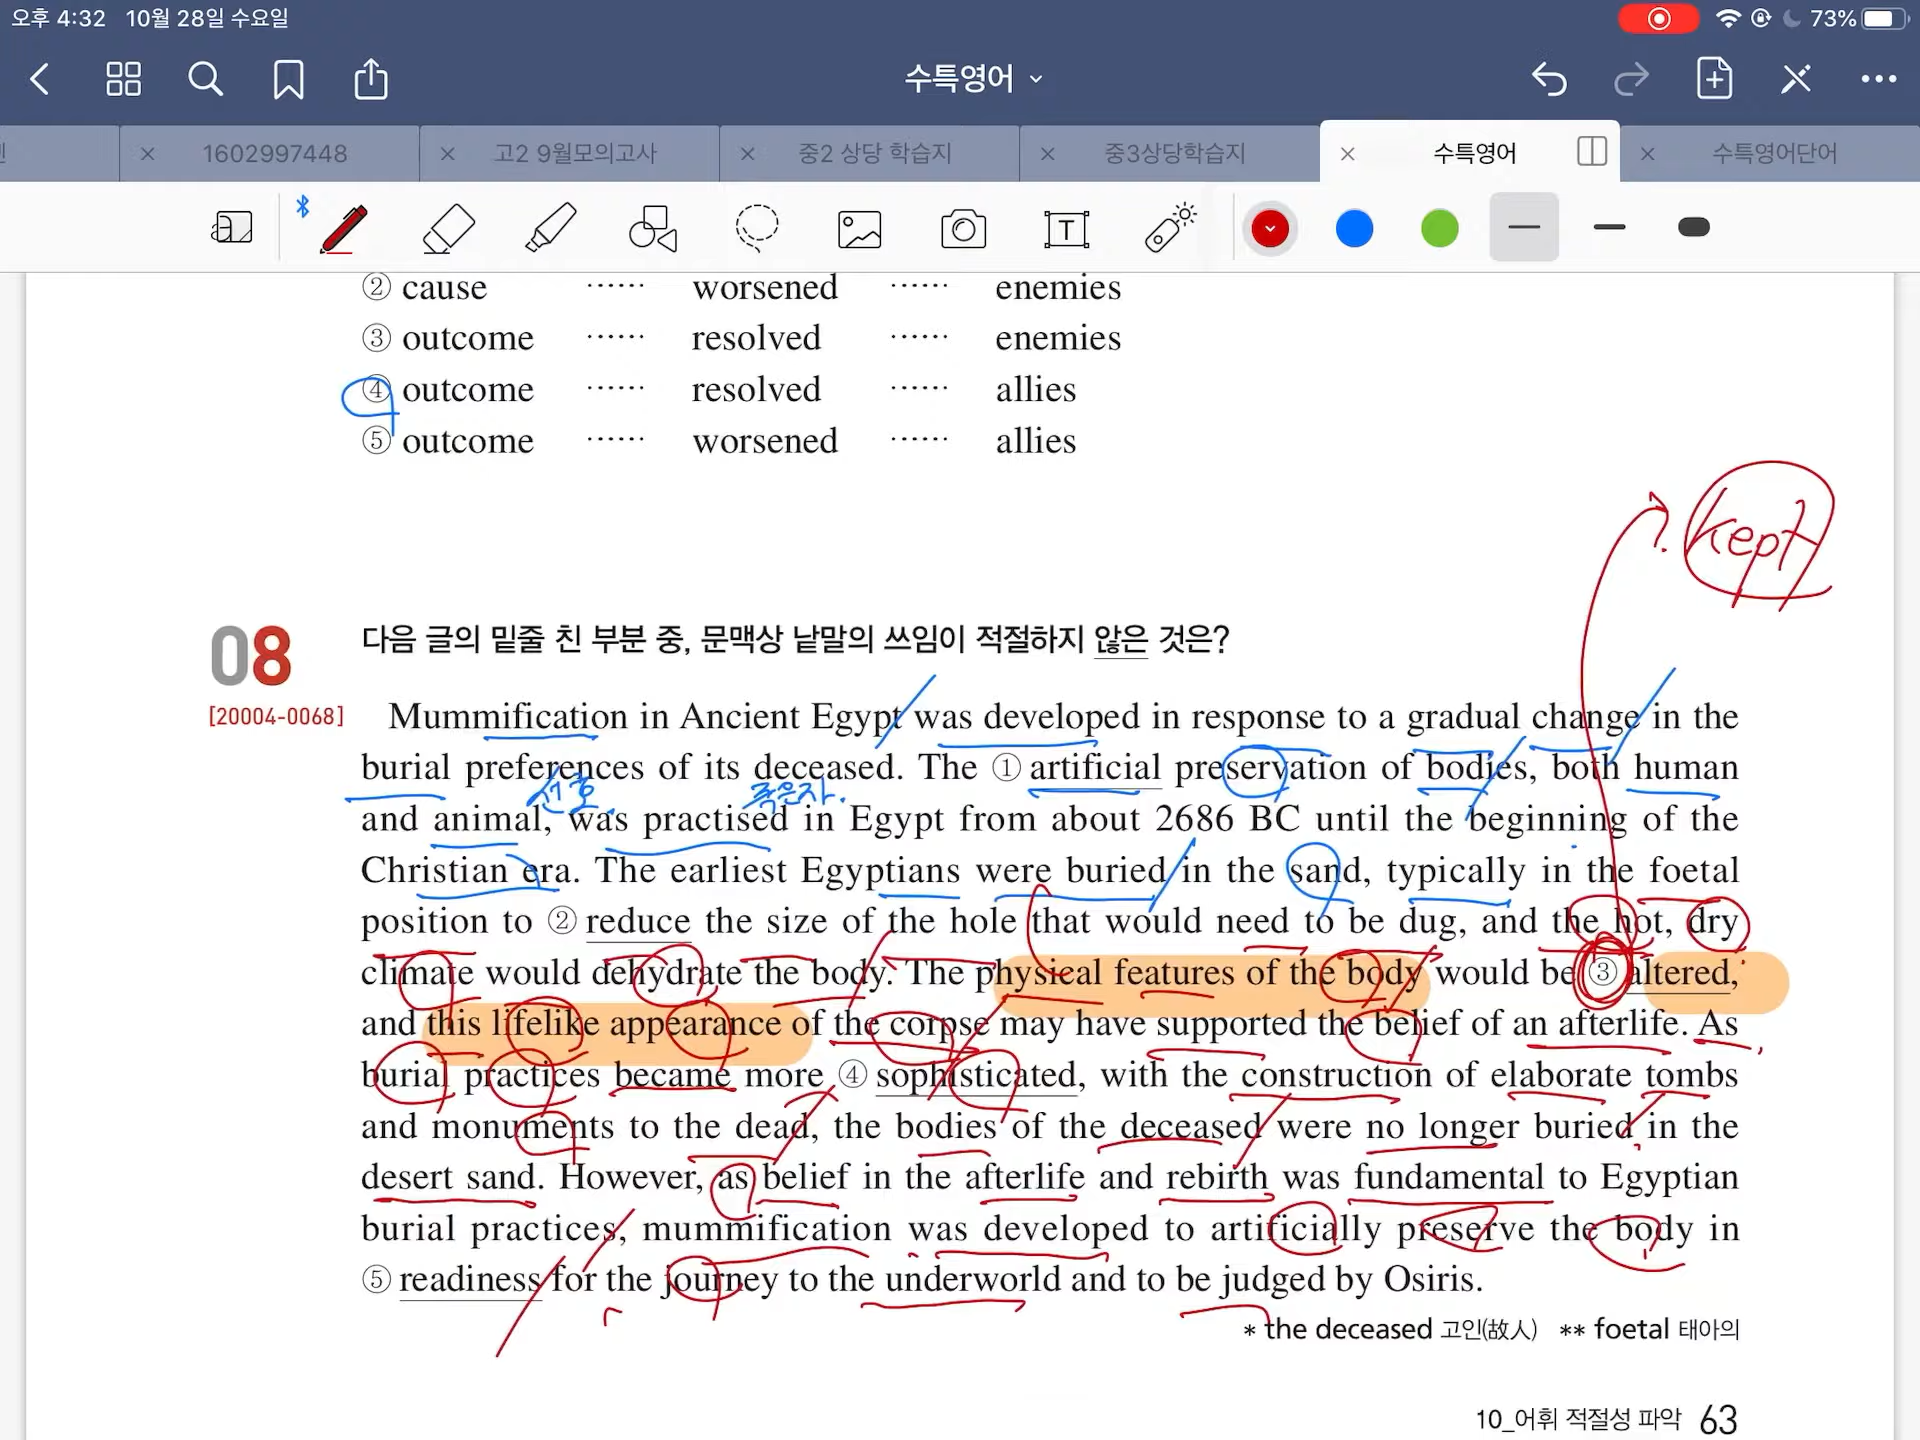 오후 4:32 10월 28일 수요일
73%
수특영어
1602997448
고2 9월모의고사
중2 상당 학습지
중3상당학습지
수특영어
수특영어단어
② cause ······ worsened ······ enemies
③ outcome ······ resolved ······ enemies
④ outcome ······ resolved ······ allies
⑤ outcome ······ worsened ······ allies
kept
08
다음 글의 밑줄 친 부분 중, 문맥상 낱말의 쓰임이 적절하지 않은 것은?
[20004-0068]
Mummification in Ancient Egypt was developed in response to a gradual change in the
burial preferences of its deceased. The ① artificial preservation of bodies, both human
선호. 죽은자.
and animal, was practised in Egypt from about 2686 BC until the beginning of the
Christian era. The earliest Egyptians were buried in the sand, typically in the foetal
position to ② reduce the size of the hole that would need to be dug, and the hot, dry
climate would dehydrate the body. The physical features of the body would be ③ altered,
and this lifelike appearance of the corpse may have supported the belief of an afterlife. As
burial practices became more ④ sophisticated, with the construction of elaborate tombs
and monuments to the dead, the bodies of the deceased were no longer buried in the
desert sand. However, as belief in the afterlife and rebirth was fundamental to Egyptian
burial practices, mummification was developed to artificially preserve the body in
⑤ readiness for the journey to the underworld and to be judged by Osiris.
* the deceased 고인(故人) ** foetal 태아의
10_어휘 적절성 파악 63